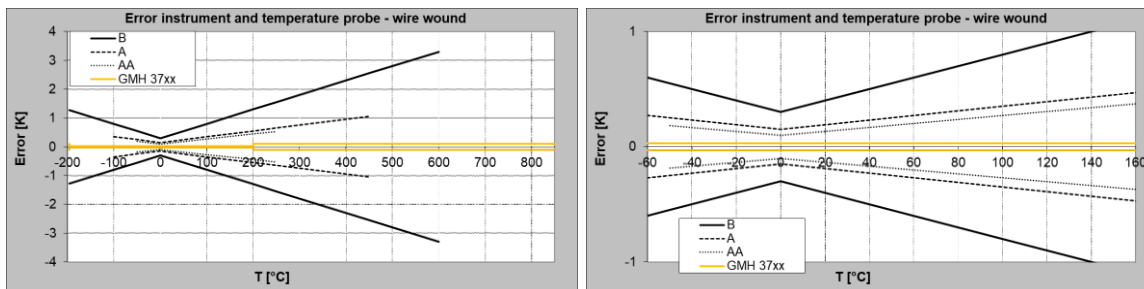 Error instrument and temperature probe - wire wound
B
A
AA
GMH 37xx
Error [K]
4
3
2
1
0
-1
-2
-3
-4
-200 -100 0 100 200 300 400 500 600 700 800
T [°C]
Error instrument and temperature probe - wire wound
Error [K]
1
0
-1
-60 -40 -20 0 20 40 60 80 100 120 140 160
B
A
AA
GMH 37xx
T [°C]